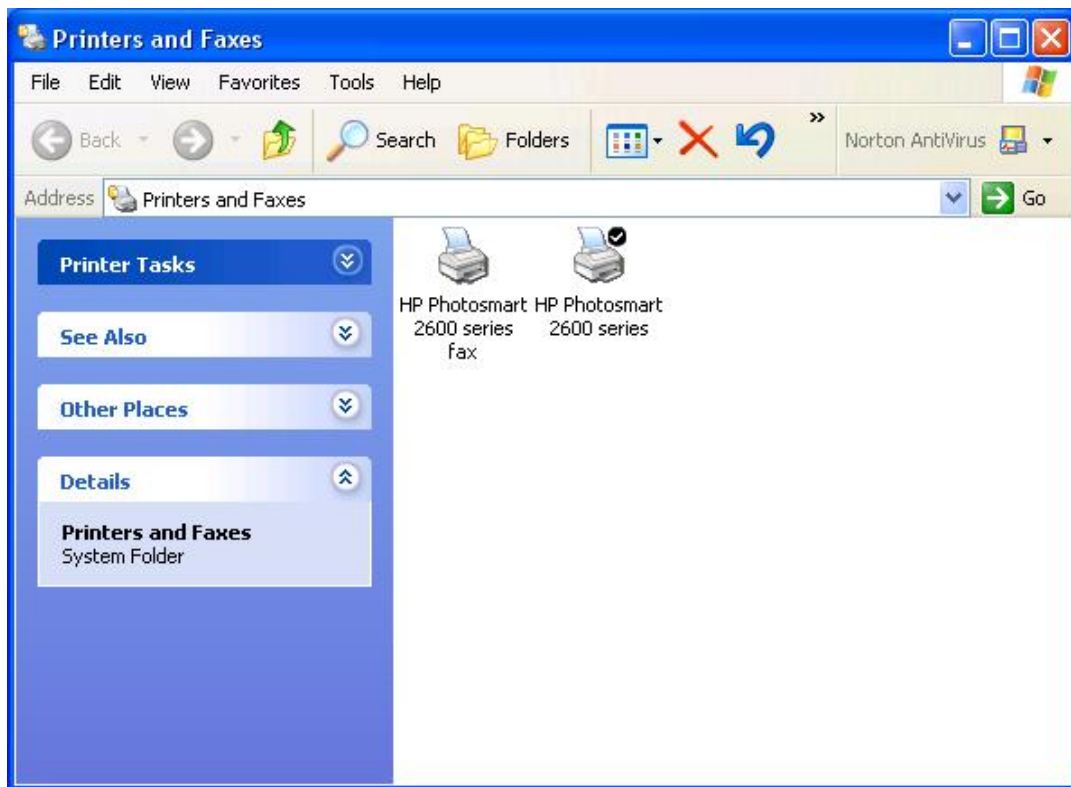 Printers and Faxes
File Edit View Favorites Tools Help
Back Search Folders » Norton AntiVirus
Address Printers and Faxes Go
Printer Tasks
See Also
Other Places
Details
Printers and Faxes
System Folder
HP Photosmart 2600 series fax
HP Photosmart 2600 series